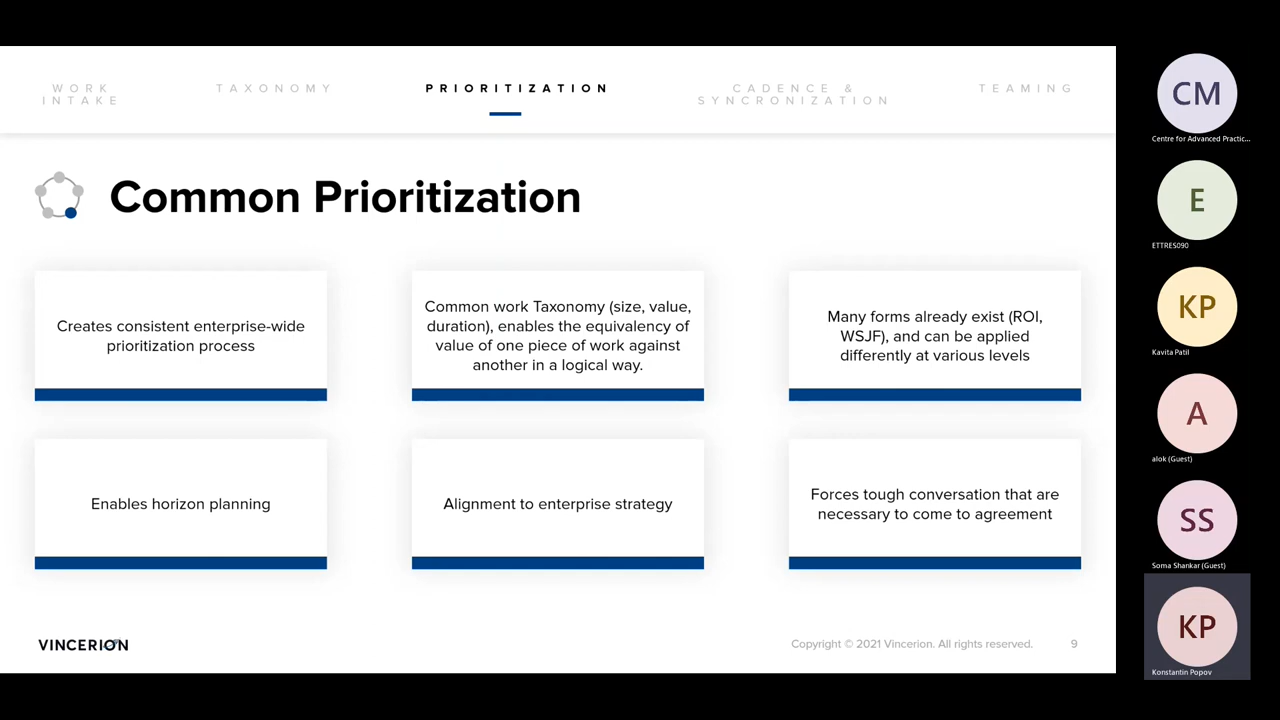 WORK
INTAKE
TAXONOMY
PRIORITIZATION
CADENCE &
SYNCRONIZATION
TEAMING
Common Prioritization
Creates consistent enterprise-wide
prioritization process
Common work Taxonomy (size, value,
duration), enables the equivalency of
value of one piece of work against
another in a logical way.
Many forms already exist (ROI,
WSJF), and can be applied
differently at various levels
Enables horizon planning
Alignment to enterprise strategy
Forces tough conversation that are
necessary to come to agreement
VINCERION
Copyright © 2021 Vincerion. All rights reserved.
9
CM
Centre for Advanced Practic...
E
ETTRES090
KP
Kavita Patil
A
alok (Guest)
SS
Soma Shankar (Guest)
KP
Konstantin Popov